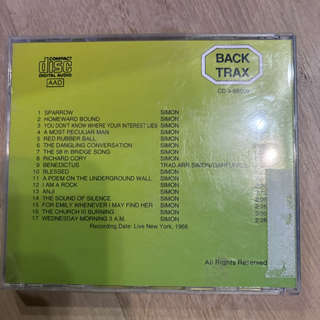 COMPACT
disc
DIGITAL AUDIO
AAD
BACK
TRAX
1 SPARROW SIMON
2 HOMEWARD BOUND SIMON
3 YOU DON'T KNOW WHERE YOUR INTEREST LIES SIMON
4 A MOST PECULIAR MAN SIMON
5 RED RUBBER BALL SIMON
6 THE DANGLING CONVERSATION SIMON
7 THE 59 th BRIDGE SONG SIMON
8 RICHARD CORY SIMON
9 BENEDICTUS TRAD.ARR.SIMON/GARFUNKEL
10 BLESSED SIMON
11 A POEM ON THE UNDERGROUND WALL SIMON
12 I AM A ROCK SIMON
13 ANJI SIMON
14 THE SOUND OF SILENCE SIMON
15 FOR EMILY WHENEVER I MAY FIND HER SIMON
16 THE CHURCH IS BURNING SIMON
17 WEDNESDAY MORNING 3 A.M. SIMON
Recording Date: Live New York, 1966
All Rights Reserved